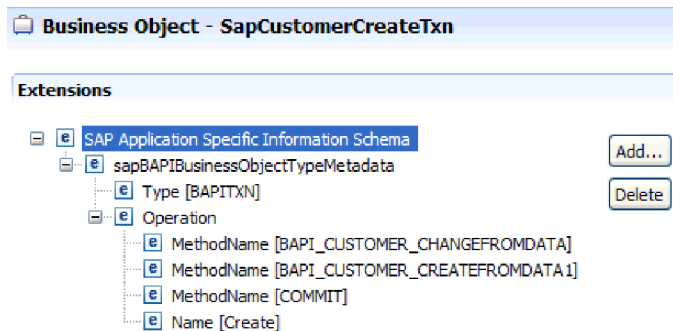 Business Object - SapCustomerCreateTxn
Extensions
SAP Application Specific Information Schema
Add...
sapBAPIBusinessObjectTypeMetadata
Type [BAPITXN]
Delete
Operation
MethodName [BAPI_CUSTOMER_CHANGEFROMDATA]
MethodName [BAPI_CUSTOMER_CREATEFROMDATA1]
MethodName [COMMIT]
Name [Create]